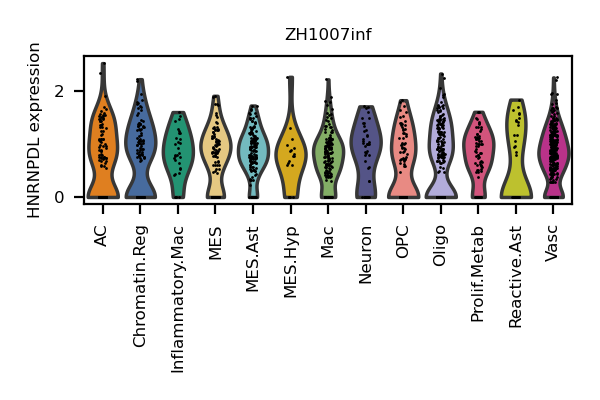 ZH1007inf
HNRNPDL expression
2
0
AC
Chromatin.Reg
Inflammatory.Mac
MES
MES.Ast
MES.Hyp
Mac
Neuron
OPC
Oligo
Prolif.Metab
Reactive.Ast
Vasc